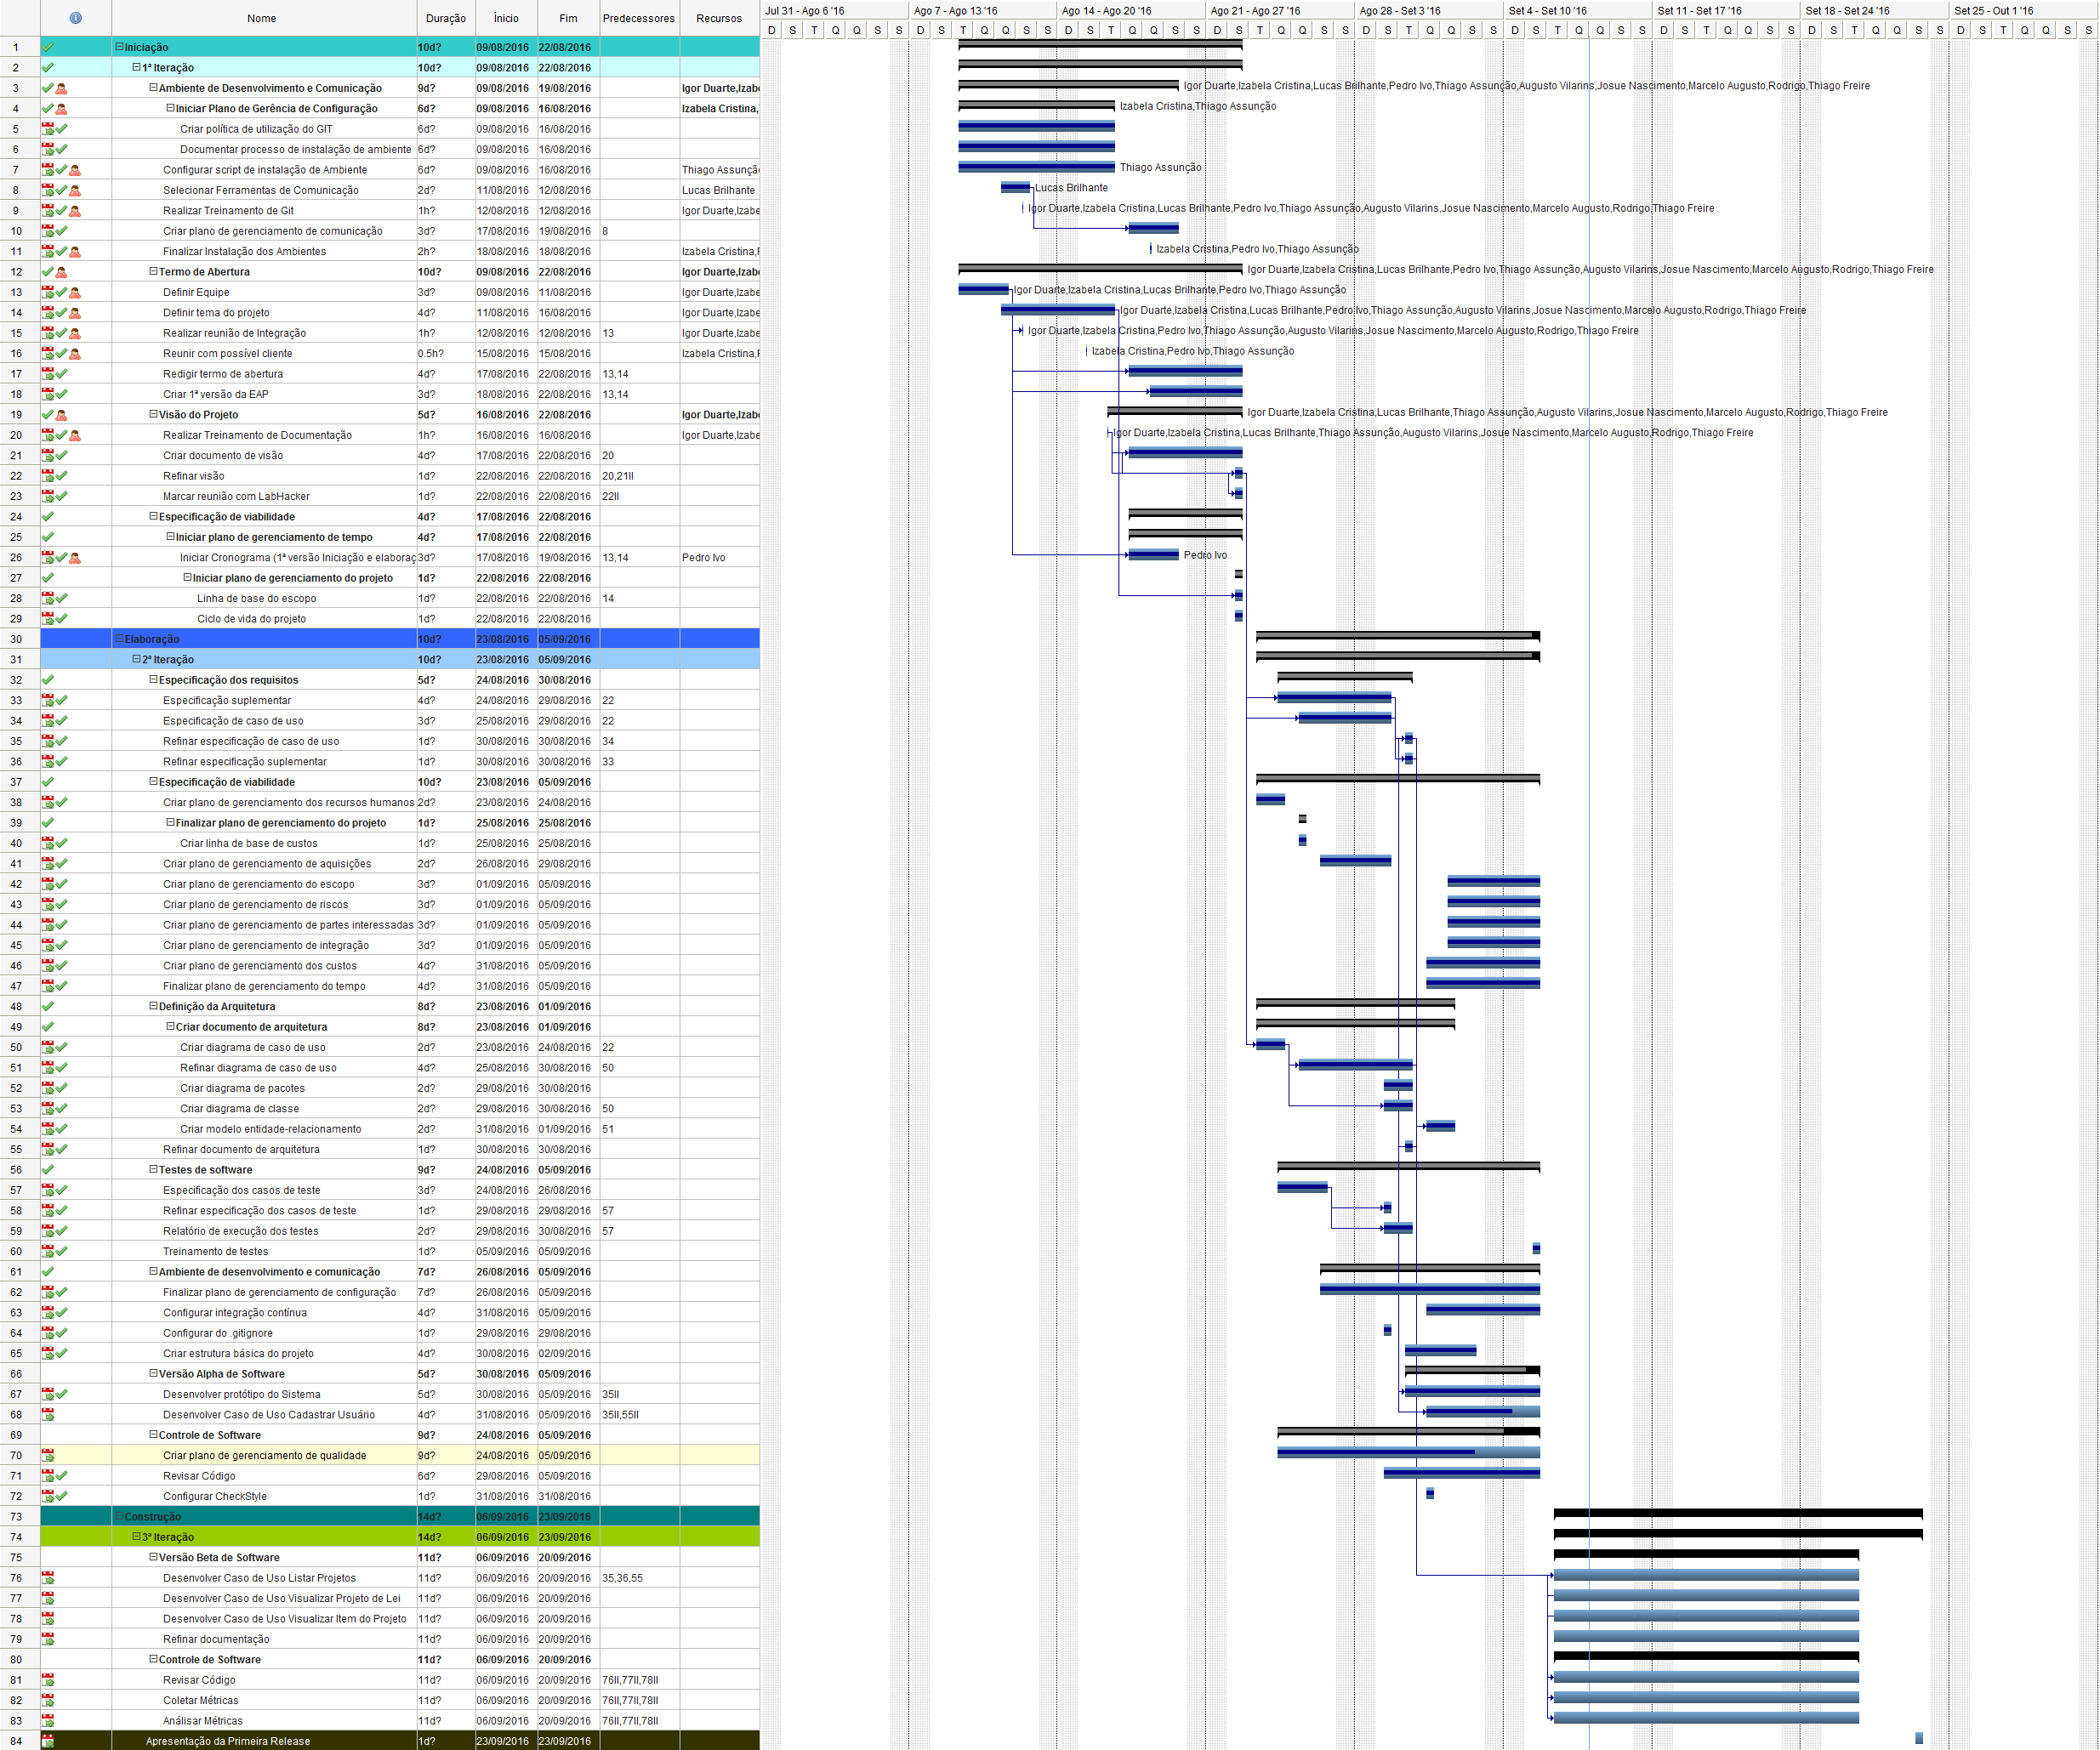 Nome Duração Ínicio Fim Predecessores Recursos Jul 31 - Ago 6 '16 Ago 7 - Ago 13 '16 Ago 14 - Ago 20 '16 Ago 21 - Ago 27 '16 Ago 28 - Set 3 '16 Set 4 - Set 10 '16 Set 11 - Set 17 '16 Set 18 - Set 24 '16 Set 25 - Out 1 '16
D S T Q Q S S D S T Q Q S S D S T Q Q S S D S T Q Q S S D S T Q Q S S D S T Q Q S S D S T Q Q S S D S T Q Q S S D S T Q Q S S
1 Iniciação 10d? 09/08/2016 22/08/2016
2 1ª Iteração 10d? 09/08/2016 22/08/2016
3 Ambiente de Desenvolvimento e Comunicação 9d? 09/08/2016 19/08/2016 Igor Duarte,Izabe Igor Duarte,Izabela Cristina,Lucas Brilhante,Pedro Ivo,Thiago Assunção,Augusto Vilarins,Josue Nascimento,Marcelo Augusto,Rodrigo,Thiago Freire
4 Iniciar Plano de Gerência de Configuração 6d? 09/08/2016 16/08/2016 Izabela Cristina, Izabela Cristina,Thiago Assunção
5 Criar política de utilização do GIT 6d? 09/08/2016 16/08/2016
6 Documentar processo de instalação de ambiente 6d? 09/08/2016 16/08/2016
7 Configurar script de instalação de Ambiente 6d? 09/08/2016 16/08/2016 Thiago Assunção Thiago Assunção
8 Selecionar Ferramentas de Comunicação 2d? 11/08/2016 12/08/2016 Lucas Brilhante Lucas Brilhante
9 Realizar Treinamento de Git 1h? 12/08/2016 12/08/2016 Igor Duarte,Izabe Igor Duarte,Izabela Cristina,Lucas Brilhante,Pedro Ivo,Thiago Assunção,Augusto Vilarins,Josue Nascimento,Marcelo Augusto,Rodrigo,Thiago Freire
10 Criar plano de gerenciamento de comunicação 3d? 17/08/2016 19/08/2016 8
11 Finalizar Instalação dos Ambientes 2h? 18/08/2016 18/08/2016 Izabela Cristina,P Izabela Cristina,Pedro Ivo,Thiago Assunção
12 Termo de Abertura 10d? 09/08/2016 22/08/2016 Igor Duarte,Izabe Igor Duarte,Izabela Cristina,Lucas Brilhante,Pedro Ivo,Thiago Assunção,Augusto Vilarins,Josue Nascimento,Marcelo Augusto,Rodrigo,Thiago Freire
13 Definir Equipe 3d? 09/08/2016 11/08/2016 Igor Duarte,Izabe Igor Duarte,Izabela Cristina,Lucas Brilhante,Pedro Ivo,Thiago Assunção
14 Definir tema do projeto 4d? 11/08/2016 16/08/2016 Igor Duarte,Izabe Igor Duarte,Izabela Cristina,Lucas Brilhante,Pedro Ivo,Thiago Assunção,Augusto Vilarins,Josue Nascimento,Marcelo Augusto,Rodrigo,Thiago Freire
15 Realizar reunião de Integração 1h? 12/08/2016 12/08/2016 13 Igor Duarte,Izabe Igor Duarte,Izabela Cristina,Pedro Ivo,Thiago Assunção,Augusto Vilarins,Josue Nascimento,Marcelo Augusto,Rodrigo,Thiago Freire
16 Reunir com possível cliente 0.5h? 15/08/2016 15/08/2016 Izabela Cristina,P Izabela Cristina,Pedro Ivo,Thiago Assunção
17 Redigir termo de abertura 4d? 17/08/2016 22/08/2016 13,14
18 Criar 1ª versão da EAP 3d? 18/08/2016 22/08/2016 13,14
19 Visão do Projeto 5d? 16/08/2016 22/08/2016 Igor Duarte,Izabe Igor Duarte,Izabela Cristina,Lucas Brilhante,Thiago Assunção,Augusto Vilarins,Josue Nascimento,Marcelo Augusto,Rodrigo,Thiago Freire
20 Realizar Treinamento de Documentação 1h? 16/08/2016 16/08/2016 Igor Duarte,Izabe Igor Duarte,Izabela Cristina,Lucas Brilhante,Thiago Assunção,Augusto Vilarins,Josue Nascimento,Marcelo Augusto,Rodrigo,Thiago Freire
21 Criar documento de visão 4d? 17/08/2016 22/08/2016 20
22 Refinar visão 1d? 22/08/2016 22/08/2016 20,21II
23 Marcar reunião com LabHacker 1d? 22/08/2016 22/08/2016 22II
24 Especificação de viabilidade 4d? 17/08/2016 22/08/2016
25 Iniciar plano de gerenciamento de tempo 4d? 17/08/2016 22/08/2016
26 Iniciar Cronograma (1ª versão Iniciação e elaboraç 3d? 17/08/2016 19/08/2016 13,14 Pedro Ivo Pedro Ivo
27 Iniciar plano de gerenciamento do projeto 1d? 22/08/2016 22/08/2016
28 Linha de base do escopo 1d? 22/08/2016 22/08/2016 14
29 Ciclo de vida do projeto 1d? 22/08/2016 22/08/2016
30 Elaboração 10d? 23/08/2016 05/09/2016
31 2ª Iteração 10d? 23/08/2016 05/09/2016
32 Especificação dos requisitos 5d? 24/08/2016 30/08/2016
33 Especificação suplementar 4d? 24/08/2016 29/08/2016 22
34 Especificação de caso de uso 3d? 25/08/2016 29/08/2016 22
35 Refinar especificação de caso de uso 1d? 30/08/2016 30/08/2016 34
36 Refinar especificação suplementar 1d? 30/08/2016 30/08/2016 33
37 Especificação de viabilidade 10d? 23/08/2016 05/09/2016
38 Criar plano de gerenciamento dos recursos humanos 2d? 23/08/2016 24/08/2016
39 Finalizar plano de gerenciamento do projeto 1d? 25/08/2016 25/08/2016
40 Criar linha de base de custos 1d? 25/08/2016 25/08/2016
41 Criar plano de gerenciamento de aquisições 2d? 26/08/2016 29/08/2016
42 Criar plano de gerenciamento do escopo 3d? 01/09/2016 05/09/2016
43 Criar plano de gerenciamento de riscos 3d? 01/09/2016 05/09/2016
44 Criar plano de gerenciamento de partes interessadas 3d? 01/09/2016 05/09/2016
45 Criar plano de gerenciamento de integração 3d? 01/09/2016 05/09/2016
46 Criar plano de gerenciamento dos custos 4d? 31/08/2016 05/09/2016
47 Finalizar plano de gerenciamento do tempo 4d? 31/08/2016 05/09/2016
48 Definição da Arquitetura 8d? 23/08/2016 01/09/2016
49 Criar documento de arquitetura 8d? 23/08/2016 01/09/2016
50 Criar diagrama de caso de uso 2d? 23/08/2016 24/08/2016 22
51 Refinar diagrama de caso de uso 4d? 25/08/2016 30/08/2016 50
52 Criar diagrama de pacotes 2d? 29/08/2016 30/08/2016
53 Criar diagrama de classe 2d? 29/08/2016 30/08/2016 50
54 Criar modelo entidade-relacionamento 2d? 31/08/2016 01/09/2016 51
55 Refinar documento de arquitetura 1d? 30/08/2016 30/08/2016
56 Testes de software 9d? 24/08/2016 05/09/2016
57 Especificação dos casos de teste 3d? 24/08/2016 26/08/2016
58 Refinar especificação dos casos de teste 1d? 29/08/2016 29/08/2016 57
59 Relatório de execução dos testes 2d? 29/08/2016 30/08/2016 57
60 Treinamento de testes 1d? 05/09/2016 05/09/2016
61 Ambiente de desenvolvimento e comunicação 7d? 26/08/2016 05/09/2016
62 Finalizar plano de gerenciamento de configuração 7d? 26/08/2016 05/09/2016
63 Configurar integração contínua 4d? 31/08/2016 05/09/2016
64 Configurar do .gitignore 1d? 29/08/2016 29/08/2016
65 Criar estrutura básica do projeto 4d? 30/08/2016 02/09/2016
66 Versão Alpha de Software 5d? 30/08/2016 05/09/2016
67 Desenvolver protótipo do Sistema 5d? 30/08/2016 05/09/2016 35II
68 Desenvolver Caso de Uso Cadastrar Usuário 4d? 31/08/2016 05/09/2016 35II,55II
69 Controle de Software 9d? 24/08/2016 05/09/2016
70 Criar plano de gerenciamento de qualidade 9d? 24/08/2016 05/09/2016
71 Revisar Código 6d? 29/08/2016 05/09/2016
72 Configurar CheckStyle 1d? 31/08/2016 31/08/2016
73 Construção 14d? 06/09/2016 23/09/2016
74 3ª Iteração 14d? 06/09/2016 23/09/2016
75 Versão Beta de Software 11d? 06/09/2016 20/09/2016
76 Desenvolver Caso de Uso Listar Projetos 11d? 06/09/2016 20/09/2016 35,36,55
77 Desenvolver Caso de Uso Visualizar Projeto de Lei 11d? 06/09/2016 20/09/2016
78 Desenvolver Caso de Uso Visualizar Item do Projeto 11d? 06/09/2016 20/09/2016
79 Refinar documentação 11d? 06/09/2016 20/09/2016
80 Controle de Software 11d? 06/09/2016 20/09/2016
81 Revisar Código 11d? 06/09/2016 20/09/2016 76II,77II,78II
82 Coletar Métricas 11d? 06/09/2016 20/09/2016 76II,77II,78II
83 Análisar Métricas 11d? 06/09/2016 20/09/2016 76II,77II,78II
84 Apresentação da Primeira Release 1d? 23/09/2016 23/09/2016